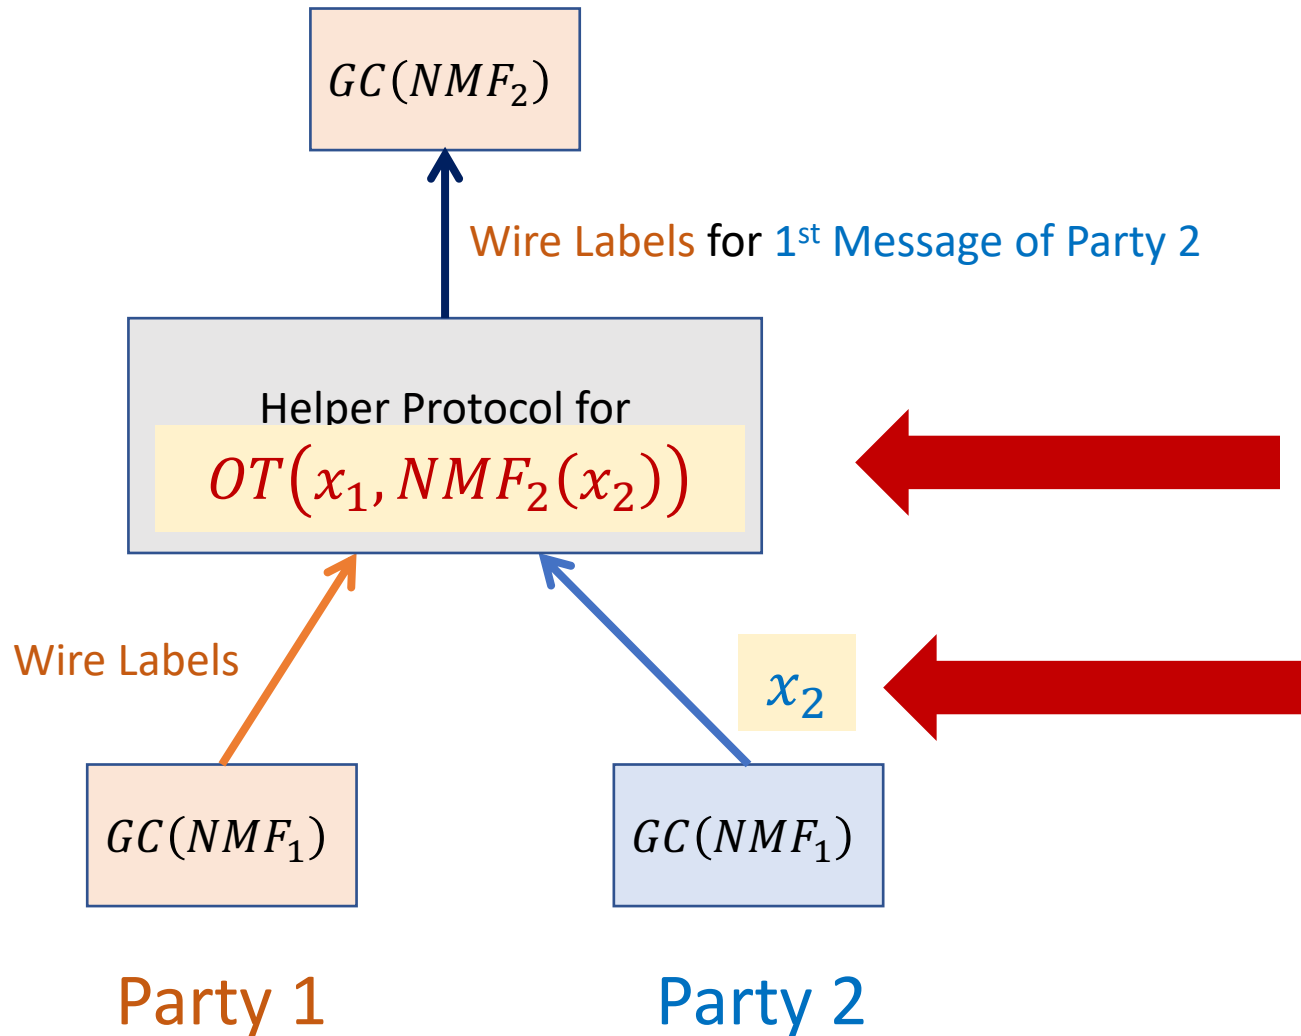 GC(NMF₂)
Wire Labels for 1st Message of Party 2
Helper Protocol for
OT(x₁, NMF₂(x₂))
Wire Labels
x₂
GC(NMF₁)
GC(NMF₁)
Party 1
Party 2